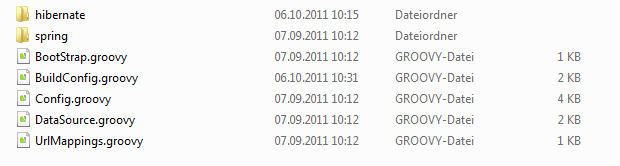 hibernate 06.10.2011 10:15 Dateiordner
spring 07.09.2011 10:12 Dateiordner
BootStrap.groovy 07.09.2011 10:12 GROOVY-Datei 1 KB
BuildConfig.groovy 06.10.2011 10:31 GROOVY-Datei 2 KB
Config.groovy 07.09.2011 10:12 GROOVY-Datei 4 KB
DataSource.groovy 07.09.2011 10:12 GROOVY-Datei 2 KB
UrlMappings.groovy 07.09.2011 10:12 GROOVY-Datei 1 KB